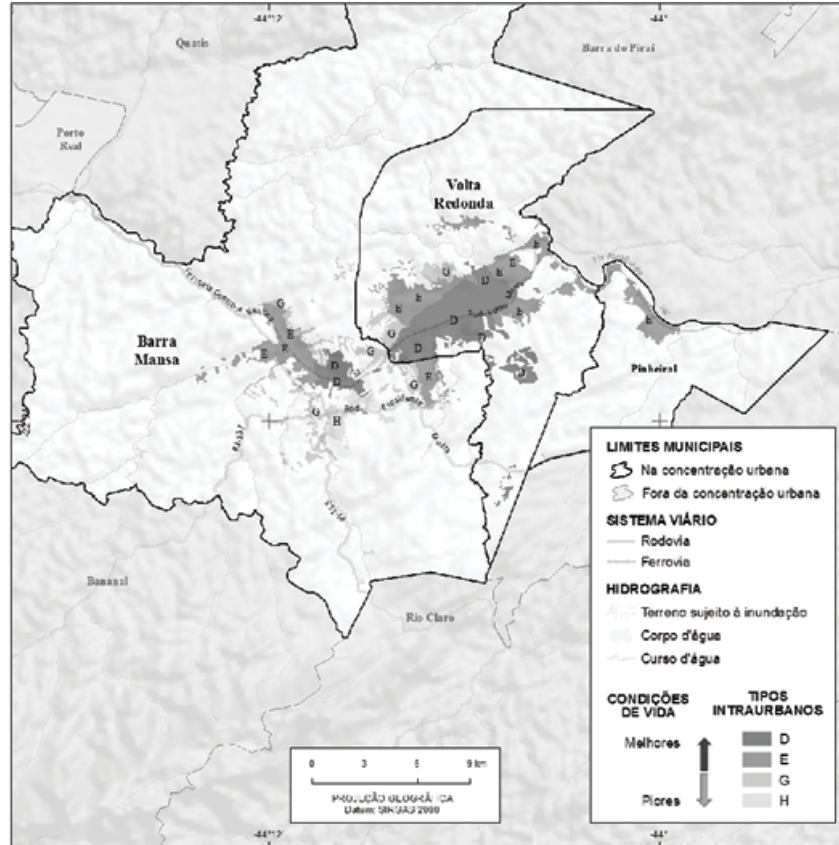 -44°12'
-44°
Quatis
Barra do Piraí
Porto
Real
Volta
Redonda
Barra
Mansa
Pinheiral
Bananal
Rio Claro
G
D
E
E
E
E
E
D
E
D
G
G
D
D
E
E
E
D
D
G
G
E
D
G
H
E
LIMITES MUNICIPAIS
Na concentração urbana
Fora da concentração urbana
SISTEMA VIÁRIO
Rodovia
Ferrovia
HIDROGRAFIA
Terreno sujeito à inundação
Corpo d'água
Curso d'água
CONDIÇÕES
DE VIDA
TIPOS
INTRAURBANOS
Melhores
Piores
D
E
G
H
0 3 6 9 km
PROJEÇÃO GEOGRÁFICA
Datum: SIRGAS 2000
-44°12'
-44°